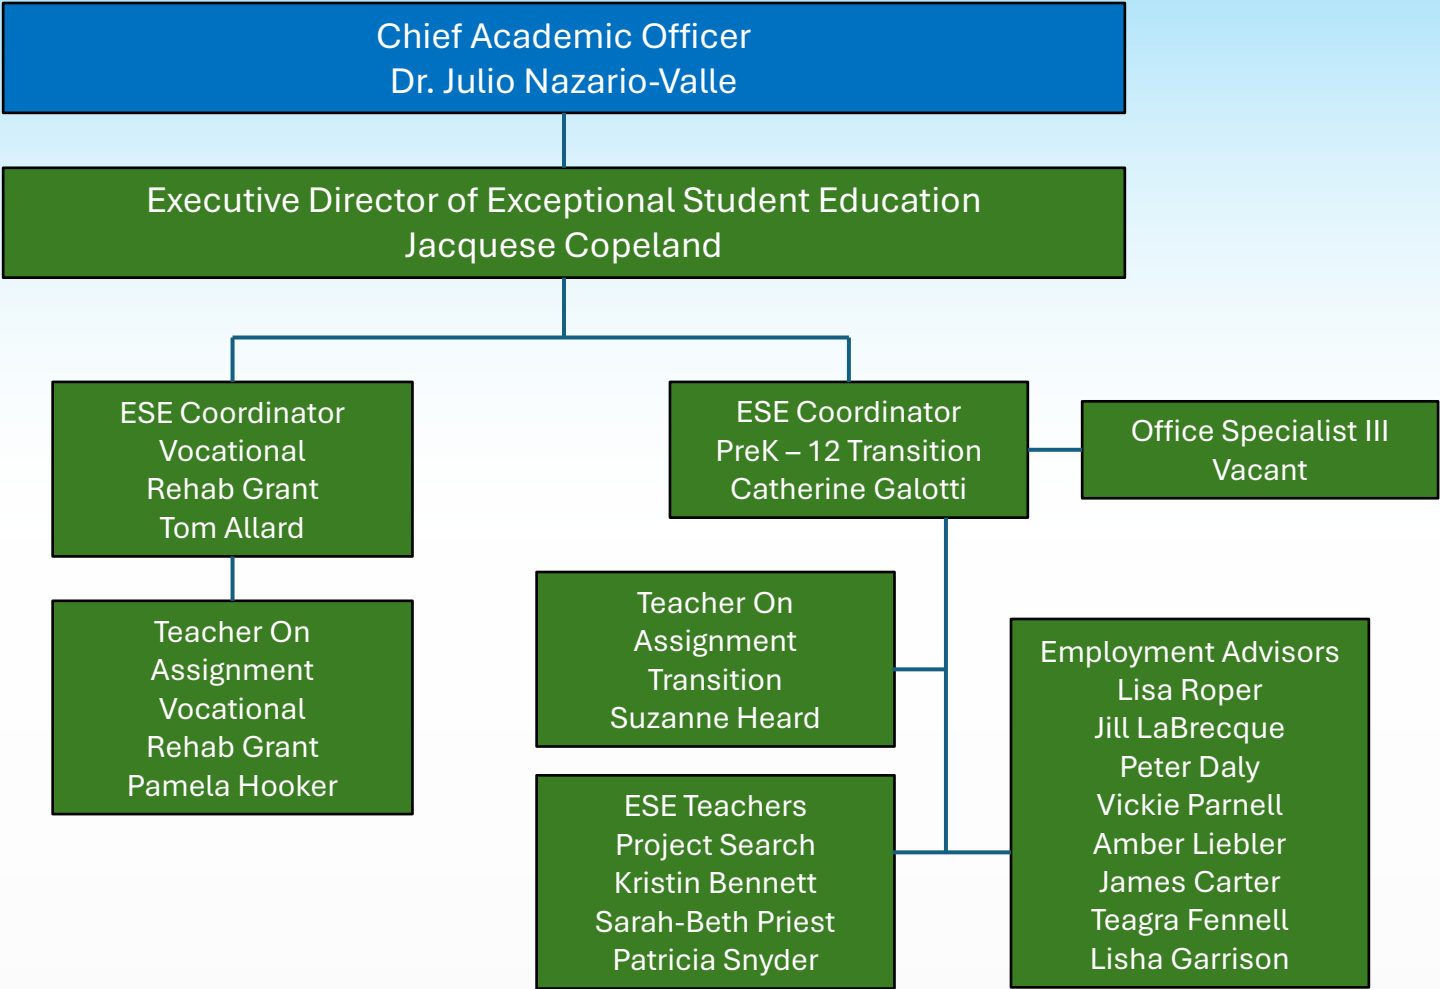 Chief Academic Officer
Dr. Julio Nazario-Valle
Executive Director of Exceptional Student Education
Jacquese Copeland
ESE Coordinator
Vocational
Rehab Grant
Tom Allard
ESE Coordinator
PreK – 12 Transition
Catherine Galotti
Office Specialist III
Vacant
Teacher On
Assignment
Vocational
Rehab Grant
Pamela Hooker
Teacher On
Assignment
Transition
Suzanne Heard
ESE Teachers
Project Search
Kristin Bennett
Sarah-Beth Priest
Patricia Snyder
Employment Advisors
Lisa Roper
Jill LaBrecque
Peter Daly
Vickie Parnell
Amber Liebler
James Carter
Teagra Fennell
Lisha Garrison